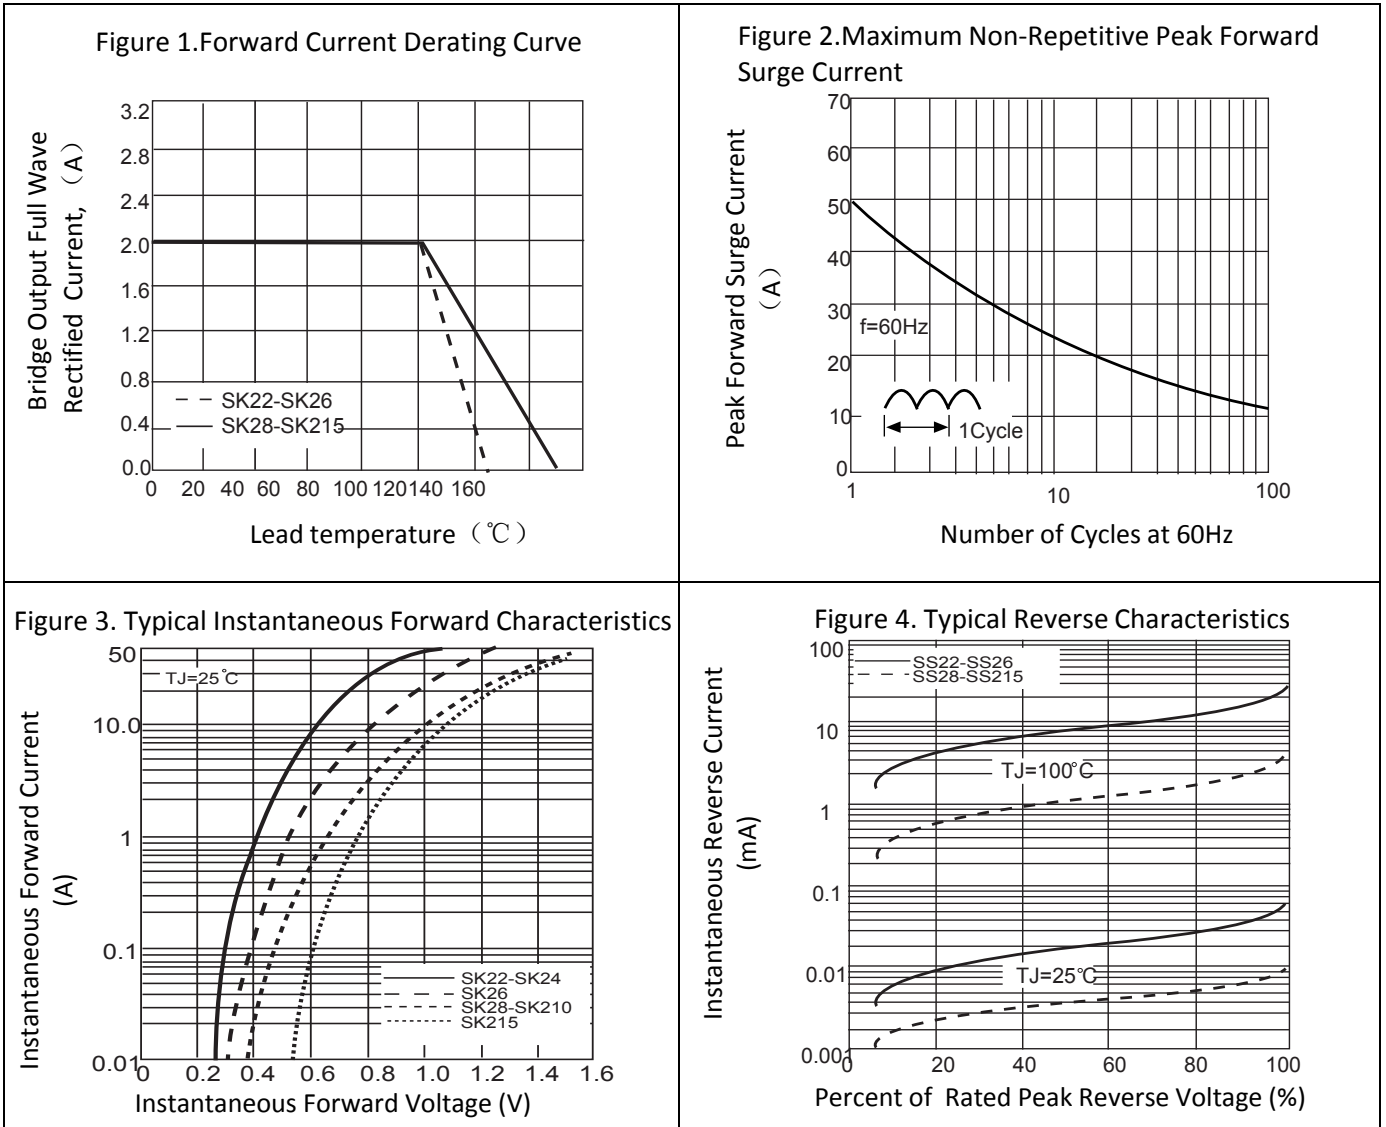 Figure 1.Forward Current Derating Curve
Bridge Output Full Wave
Rectified Current,（A）
3.2
2.8
2.4
2.0
1.6
1.2
0.8
0.4
0.0
SK22-SK26
SK28-SK215
0 20 40 60 80 100 120 140 160
Lead temperature（℃）
Figure 2.Maximum Non-Repetitive Peak Forward
Surge Current
Peak Forward Surge Current
（A）
70
60
50
40
30
20
10
0
f=60Hz
1Cycle
1 10 100
Number of Cycles at 60Hz
Figure 3. Typical Instantaneous Forward Characteristics
Instantaneous Forward Current
(A)
50
10.0
1
0.1
0.01
TJ=25°C
SK22-SK24
SK26
SK28-SK210
SK215
0 0.2 0.4 0.6 0.8 1.0 1.2 1.4 1.6
Instantaneous Forward Voltage (V)
Figure 4. Typical Reverse Characteristics
Instantaneous Reverse Current
(mA)
100
10
1
0.1
0.01
0.001
SS22-SS26
SS28-SS215
TJ=100°C
TJ=25°C
0 20 40 60 80 100
Percent of Rated Peak Reverse Voltage (%)